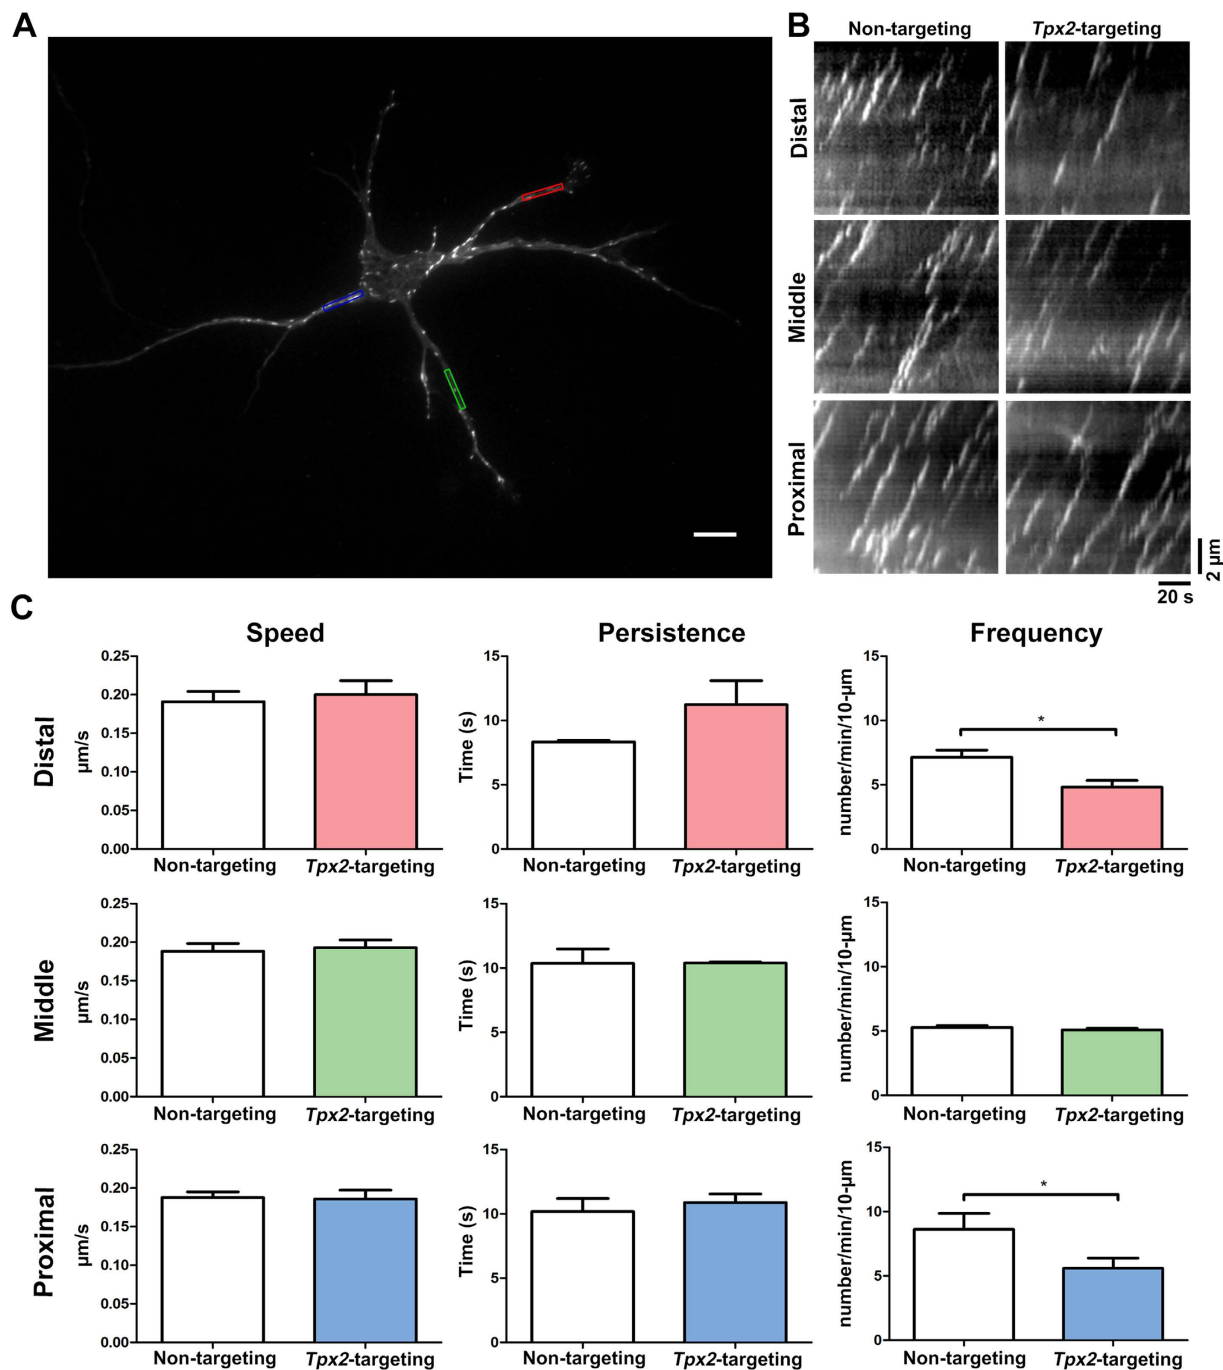 A
B
Non-targeting Tpx2-targeting
Distal
Middle
Proximal
2 µm
20 s
C
Speed Persistence Frequency
Distal
µm/s
0.25
0.20
0.15
0.10
0.05
0.00
Non-targeting Tpx2-targeting
Time (s)
15
10
5
0
Non-targeting Tpx2-targeting
number/min/10-µm
15
10
5
0
*
Non-targeting Tpx2-targeting
Middle
µm/s
0.25
0.20
0.15
0.10
0.05
0.00
Non-targeting Tpx2-targeting
Time (s)
15
10
5
0
Non-targeting Tpx2-targeting
number/min/10-µm
15
10
5
0
Non-targeting Tpx2-targeting
Proximal
µm/s
0.25
0.20
0.15
0.10
0.05
0.00
Non-targeting Tpx2-targeting
Time (s)
15
10
5
0
Non-targeting Tpx2-targeting
number/min/10-µm
15
10
5
0
*
Non-targeting Tpx2-targeting